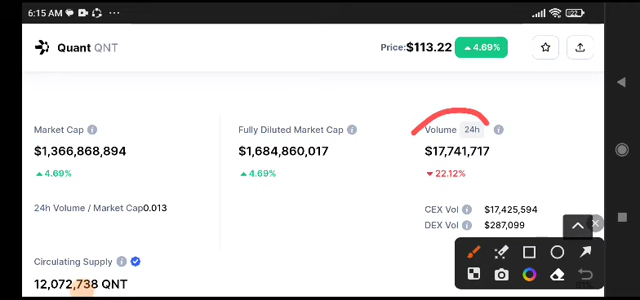 6:15 AM
22
Quant QNT
Price:$113.22 4.69%
Market Cap
$1,366,868,894
4.69%
24h Volume / Market Cap0.013
Fully Diluted Market Cap
$1,684,860,017
4.69%
Volume 24h
$17,741,717
22.12%
CEX Vol $17,425,594
DEX Vol $287,099
Circulating Supply
12,072,738 QNT